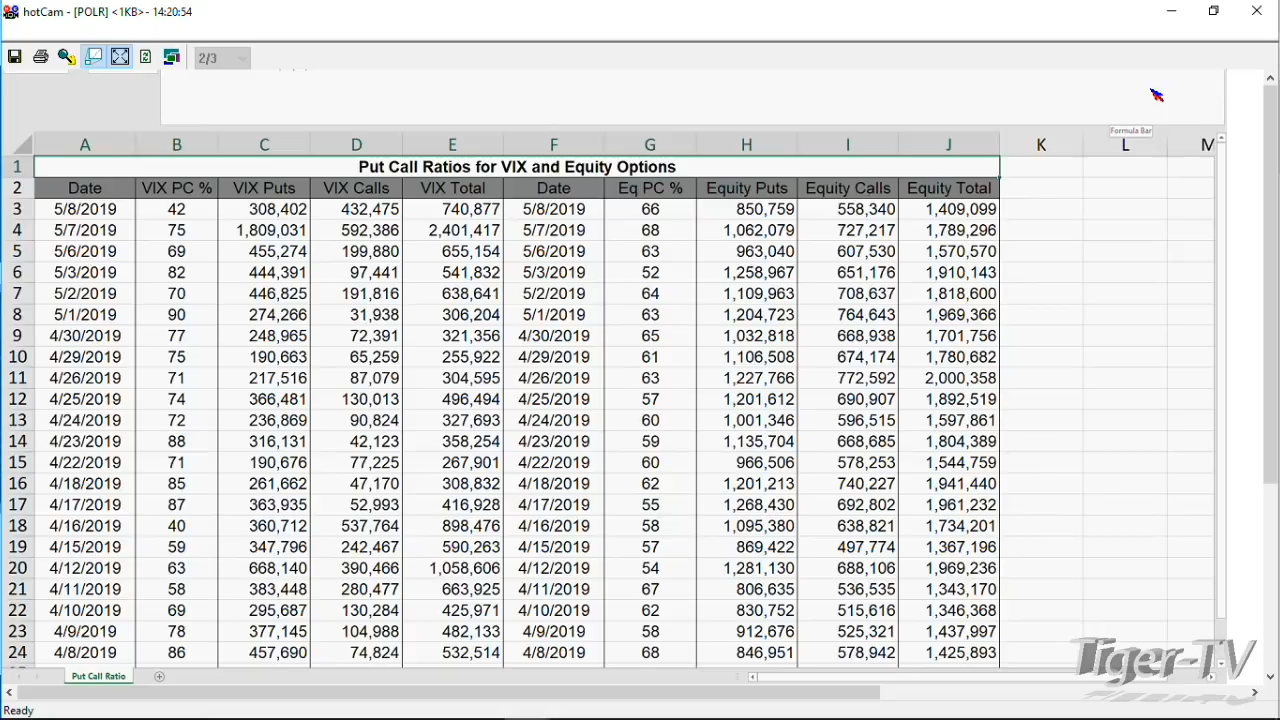 hotCam - [POLR] <1KB> - 14:20:54
2/3
Formula Bar
A B C D E F G H I J K L M
1 Put Call Ratios for VIX and Equity Options
2 Date VIX PC % VIX Puts VIX Calls VIX Total Date Eq PC % Equity Puts Equity Calls Equity Total
3 5/8/2019 42 308,402 432,475 740,877 5/8/2019 66 850,759 558,340 1,409,099
4 5/7/2019 75 1,809,031 592,386 2,401,417 5/7/2019 68 1,062,079 727,217 1,789,296
5 5/6/2019 69 455,274 199,880 655,154 5/6/2019 63 963,040 607,530 1,570,570
6 5/3/2019 82 444,391 97,441 541,832 5/3/2019 52 1,258,967 651,176 1,910,143
7 5/2/2019 70 446,825 191,816 638,641 5/2/2019 64 1,109,963 708,637 1,818,600
8 5/1/2019 90 274,266 31,938 306,204 5/1/2019 63 1,204,723 764,643 1,969,366
9 4/30/2019 77 248,965 72,391 321,356 4/30/2019 65 1,032,818 668,938 1,701,756
10 4/29/2019 75 190,663 65,259 255,922 4/29/2019 61 1,106,508 674,174 1,780,682
11 4/26/2019 71 217,516 87,079 304,595 4/26/2019 63 1,227,766 772,592 2,000,358
12 4/25/2019 74 366,481 130,013 496,494 4/25/2019 57 1,201,612 690,907 1,892,519
13 4/24/2019 72 236,869 90,824 327,693 4/24/2019 60 1,001,346 596,515 1,597,861
14 4/23/2019 88 316,131 42,123 358,254 4/23/2019 59 1,135,704 668,685 1,804,389
15 4/22/2019 71 190,676 77,225 267,901 4/22/2019 60 966,506 578,253 1,544,759
16 4/18/2019 85 261,662 47,170 308,832 4/18/2019 62 1,201,213 740,227 1,941,440
17 4/17/2019 87 363,935 52,993 416,928 4/17/2019 55 1,268,430 692,802 1,961,232
18 4/16/2019 40 360,712 537,764 898,476 4/16/2019 58 1,095,380 638,821 1,734,201
19 4/15/2019 59 347,796 242,467 590,263 4/15/2019 57 869,422 497,774 1,367,196
20 4/12/2019 63 668,140 390,466 1,058,606 4/12/2019 54 1,281,130 688,106 1,969,236
21 4/11/2019 58 383,448 280,477 663,925 4/11/2019 67 806,635 536,535 1,343,170
22 4/10/2019 69 295,687 130,284 425,971 4/10/2019 62 830,752 515,616 1,346,368
23 4/9/2019 78 377,145 104,988 482,133 4/9/2019 58 912,676 525,321 1,437,997
24 4/8/2019 86 457,690 74,824 532,514 4/8/2019 68 846,951 578,942 1,425,893
Tiger-TV
Put Call Ratio
Ready